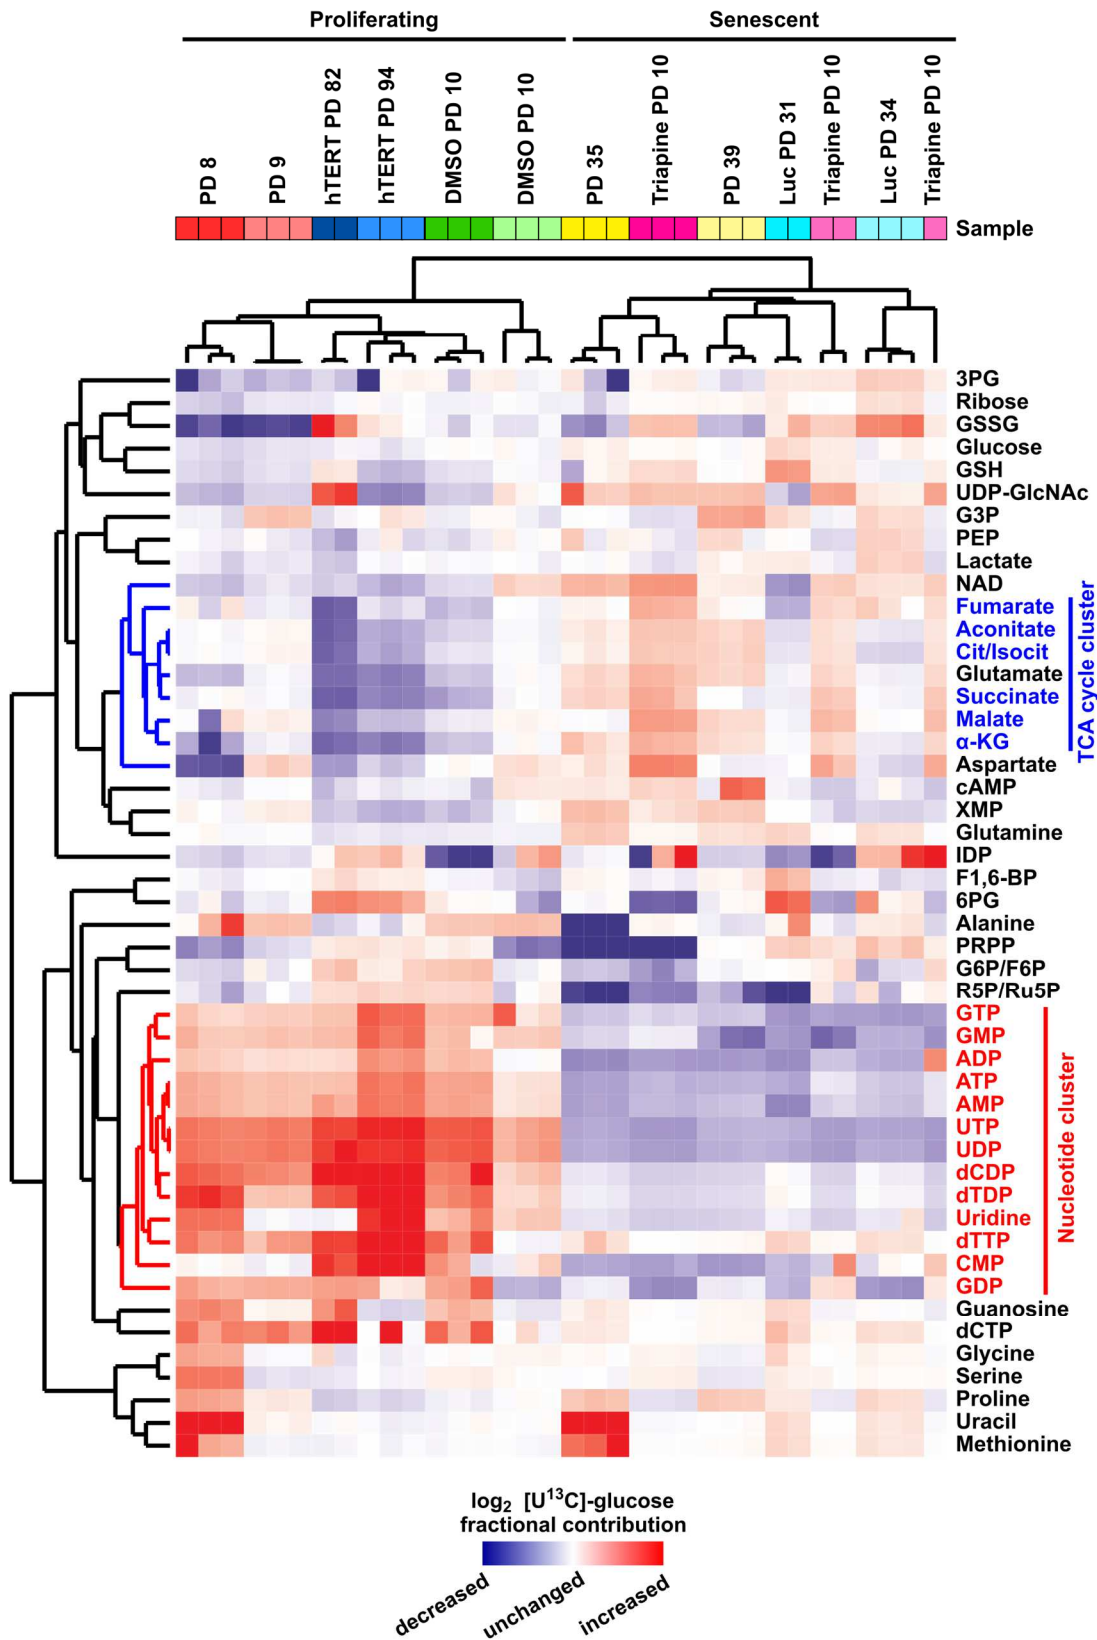 Proliferating
Senescent
PD 8
PD 9
hTERT PD 82
hTERT PD 94
DMSO PD 10
DMSO PD 10
PD 35
Triapine PD 10
PD 39
Luc PD 31
Triapine PD 10
Luc PD 34
Triapine PD 10
Sample
3PG
Ribose
GSSG
Glucose
GSH
UDP-GlcNAc
G3P
PEP
Lactate
NAD
Fumarate
Aconitate
Cit/Isocit
Glutamate
Succinate
Malate
α-KG
Aspartate
TCA cycle cluster
cAMP
XMP
Glutamine
IDP
F1,6-BP
6PG
Alanine
PRPP
G6P/F6P
R5P/Ru5P
GTP
GMP
ADP
ATP
AMP
UTP
UDP
dCDP
dTDP
Uridine
dTTP
CMP
GDP
Nucleotide cluster
Guanosine
dCTP
Glycine
Serine
Proline
Uracil
Methionine
log₂ [U¹³C]-glucose
fractional contribution
decreased
unchanged
increased